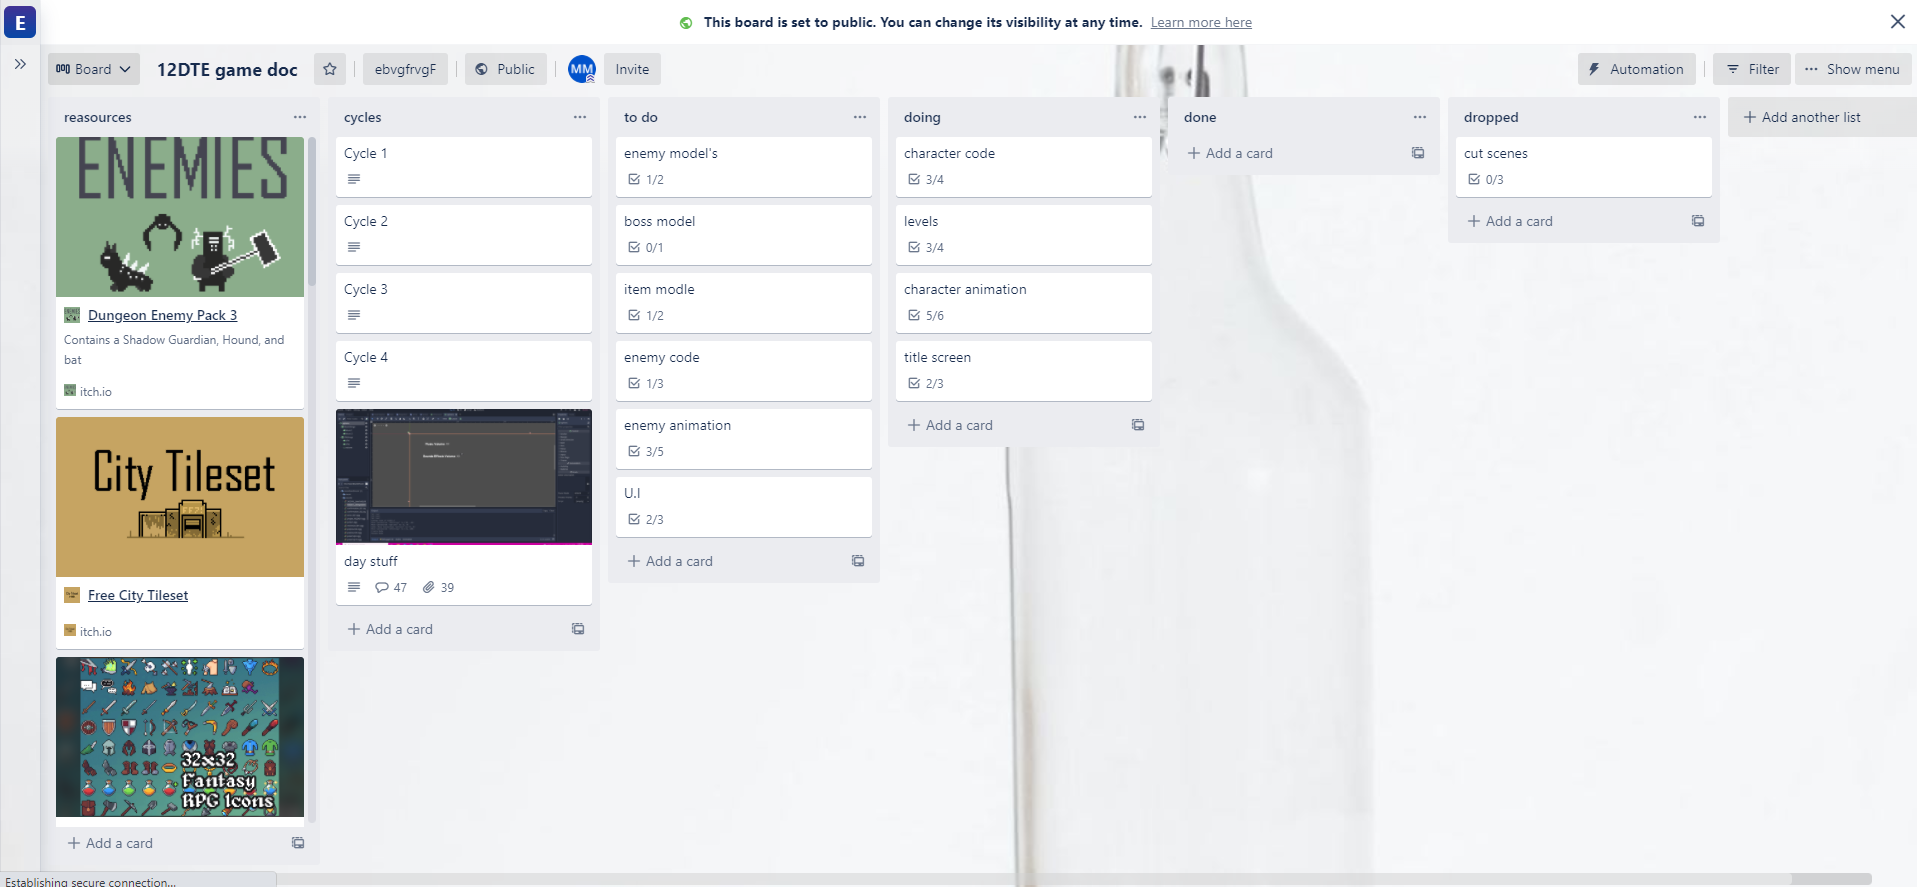 E
This board is set to public. You can change its visibility at any time. Learn more here
Board
12DTE game doc
ebvgfrvgF
Public
MM
Invite
Automation
Filter
Show menu
reasources
ENEMIES
Dungeon Enemy Pack 3
Contains a Shadow Guardian, Hound, and
bat
itch.io
City Tileset
Free City Tileset
itch.io
32x32
Fantasy
RPG Icons
Add a card
cycles
Cycle 1
Cycle 2
Cycle 3
Cycle 4
day stuff
47
39
Add a card
to do
enemy model's
1/2
boss model
0/1
item modle
1/2
enemy code
1/3
enemy animation
3/5
U.I
2/3
Add a card
doing
character code
3/4
levels
3/4
character animation
5/6
title screen
2/3
Add a card
done
Add a card
dropped
cut scenes
0/3
Add a card
Add another list
Establishing secure connection...